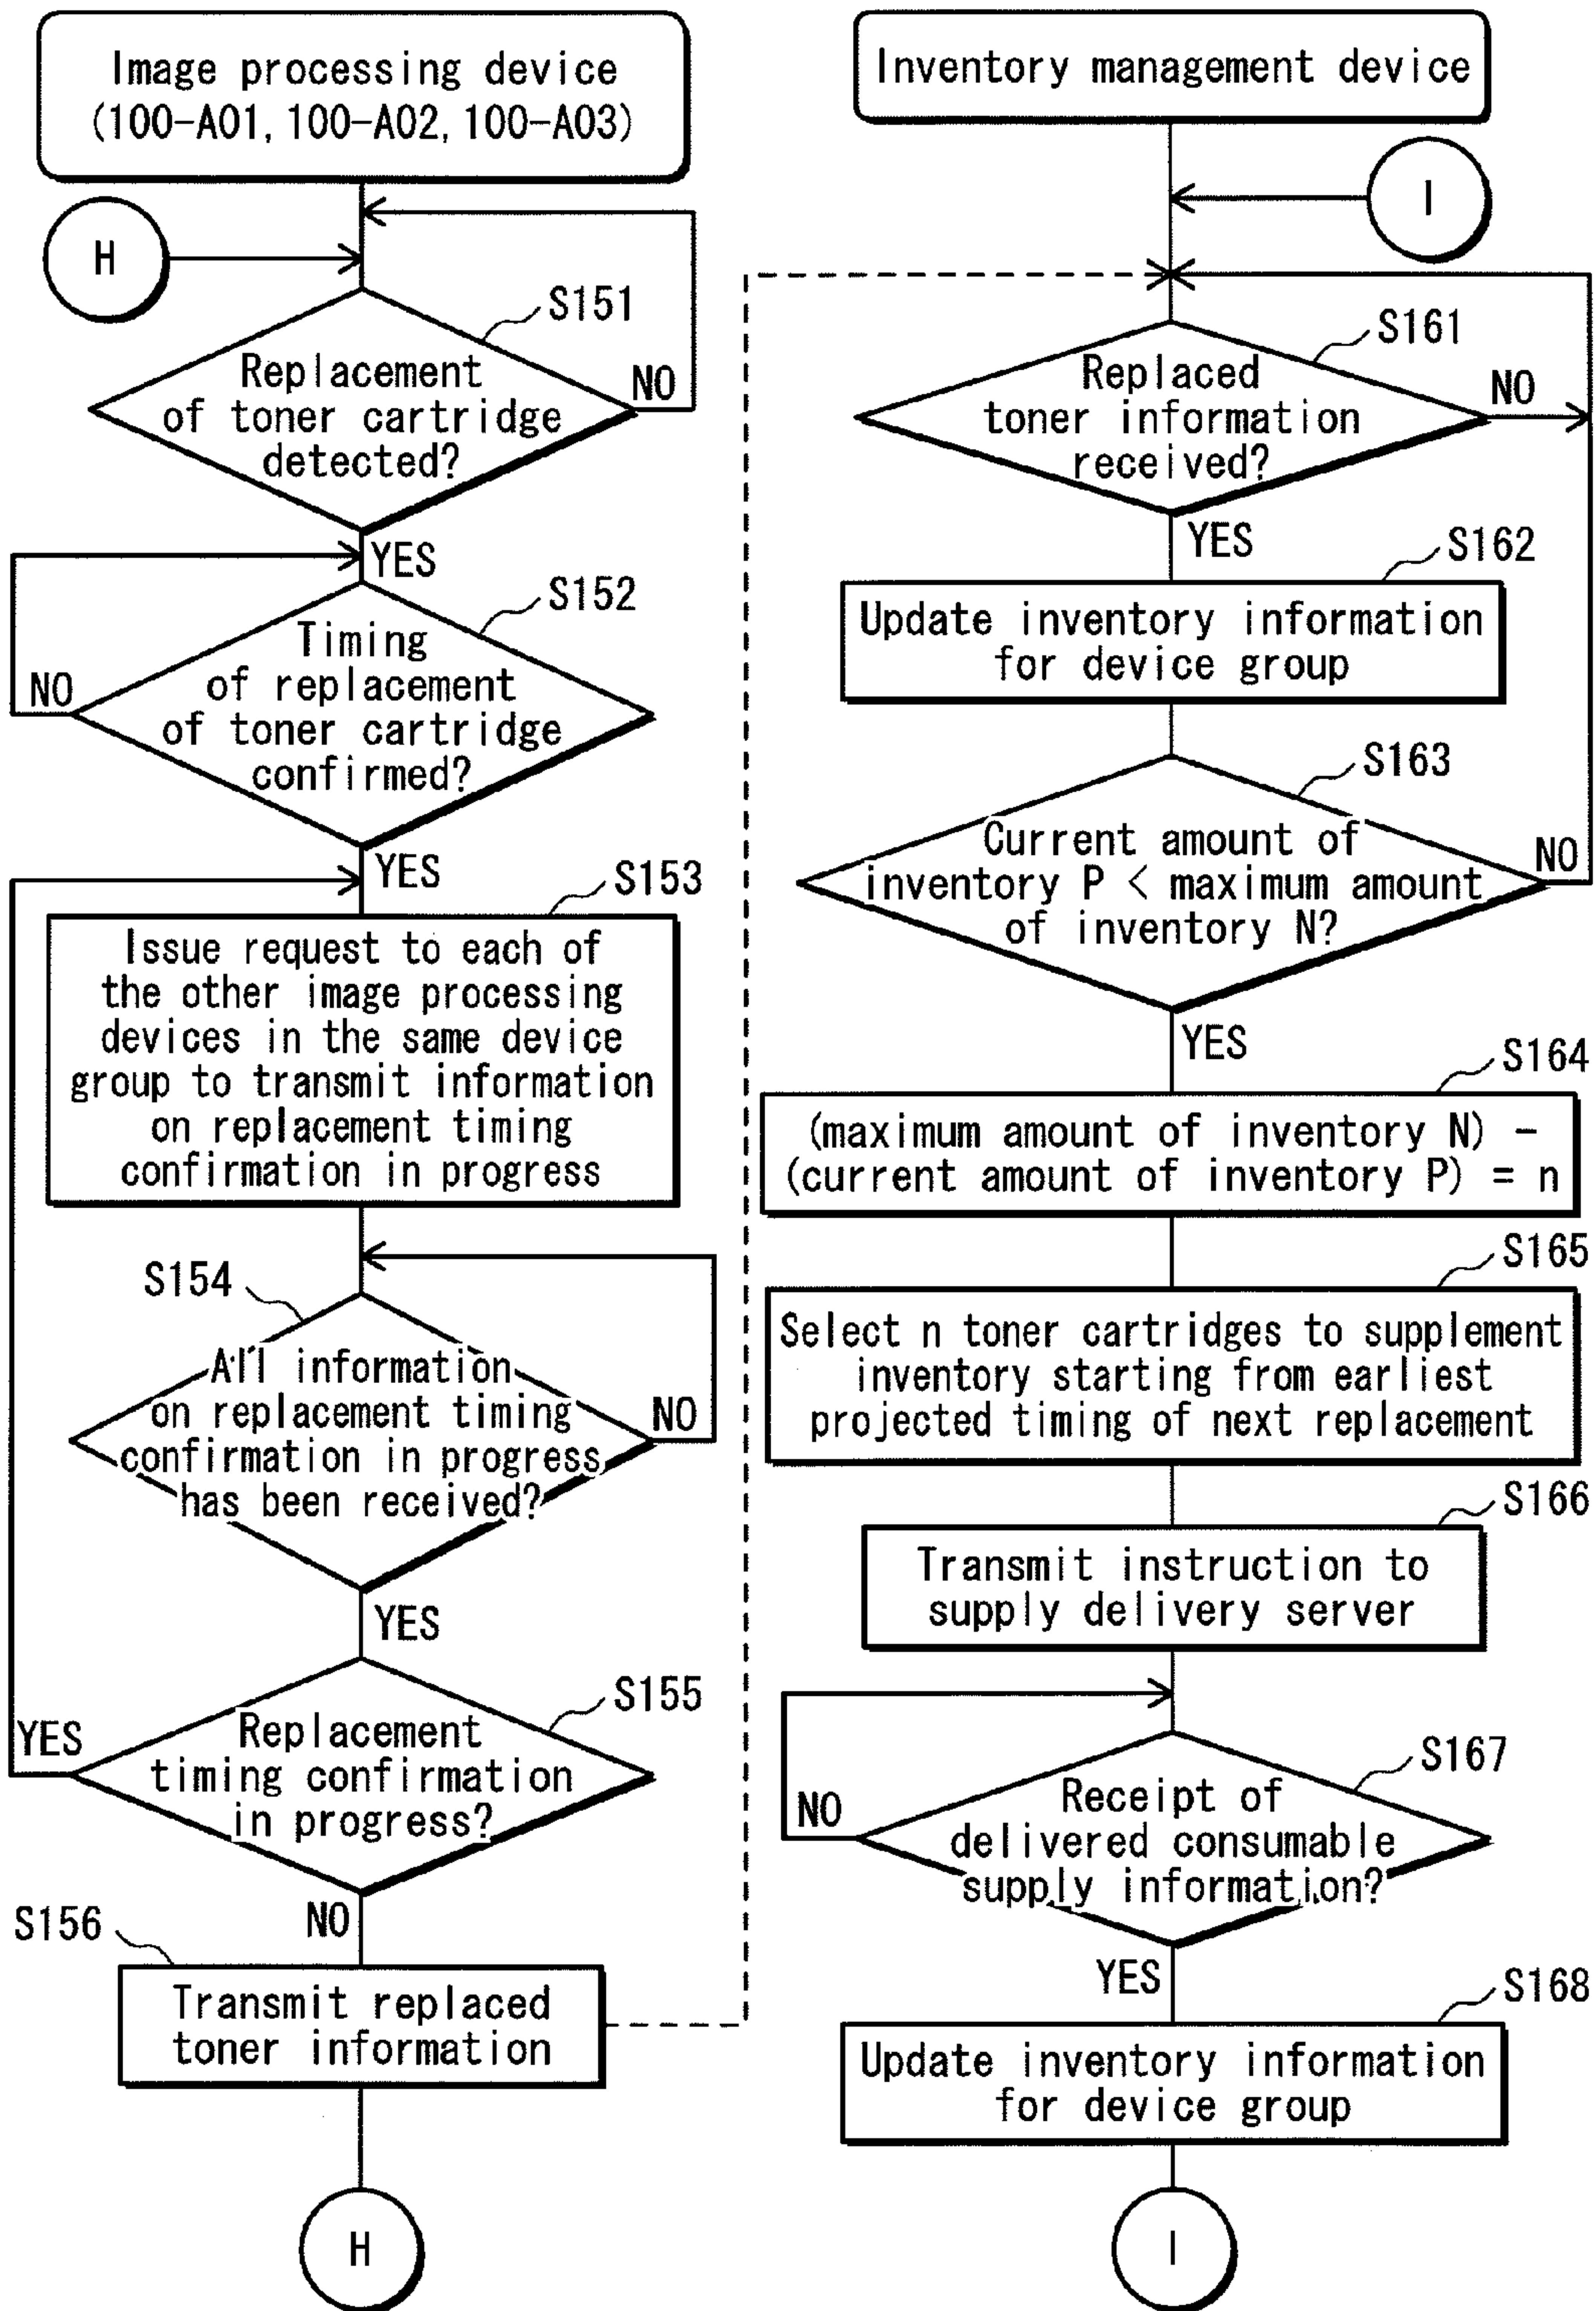 Image processing device
(100-A01, 100-A02, 100-A03)
H
S151
Replacement
of toner cartridge
detected?
NO
YES
S152
Timing
of replacement
of toner cartridge
confirmed?
NO
YES
S153
Issue request to each of
the other image processing
devices in the same device
group to transmit information
on replacement timing
confirmation in progress
S154
All information
on replacement timing
confirmation in progress
has been received?
NO
YES
S155
Replacement
timing confirmation
in progress?
YES
NO
S156
Transmit replaced
toner information
H
Inventory management device
I
S161
Replaced
toner information
received?
NO
YES
S162
Update inventory information
for device group
S163
Current amount of
inventory P < maximum amount
of inventory N?
NO
YES
S164
(maximum amount of inventory N) -
(current amount of inventory P) = n
S165
Select n toner cartridges to supplement
inventory starting from earliest
projected timing of next replacement
S166
Transmit instruction to
supply delivery server
S167
Receipt of
delivered consumable
supply information?
NO
YES
S168
Update inventory information
for device group
I